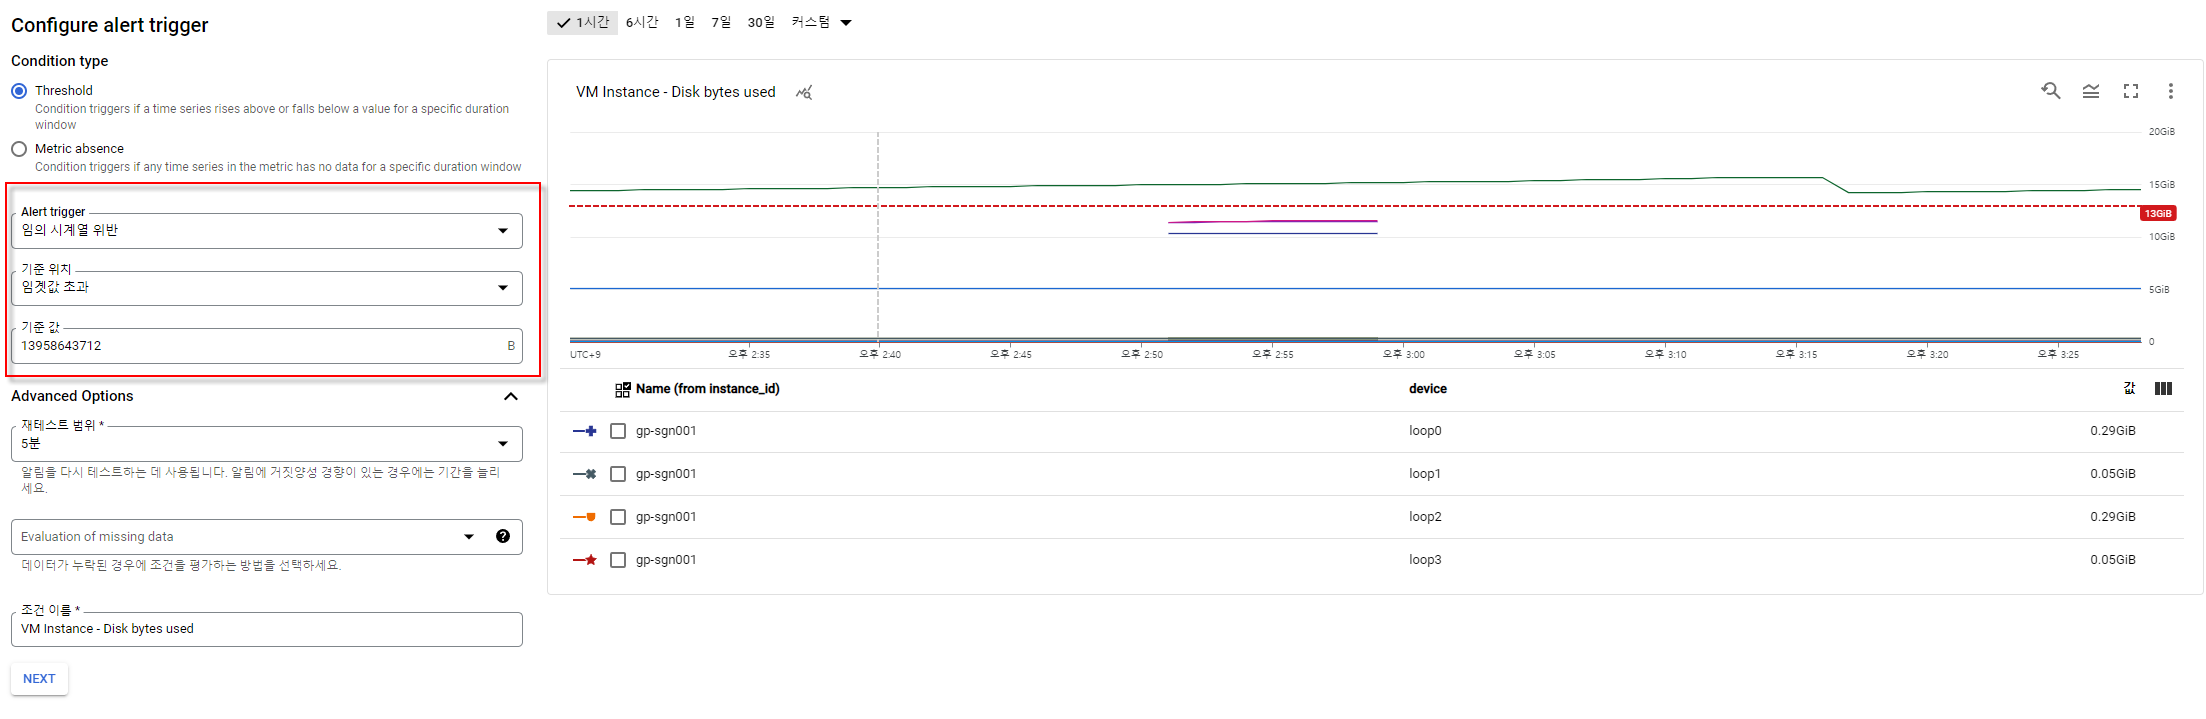 Configure alert trigger
Condition type
Threshold
Condition triggers if a time series rises above or falls below a value for a specific duration
window
Metric absence
Condition triggers if any time series in the metric has no data for a specific duration window
Alert trigger
임의 시계열 위반
기준 위치
임곗값 초과
기준 값
13958643712
B
Advanced Options
재테스트 범위 *
5분
알림을 다시 테스트하는 데 사용됩니다. 알림에 거짓양성 경향이 있는 경우에는 기간을 늘리
세요.
Evaluation of missing data
데이터가 누락된 경우에 조건을 평가하는 방법을 선택하세요.
조건 이름 *
VM Instance - Disk bytes used
NEXT
1시간 6시간 1일 7일 30일 커스텀
VM Instance - Disk bytes used
20GiB
15GiB
13GiB
10GiB
5GiB
0
UTC+9 오후 2:35 오후 2:40 오후 2:45 오후 2:50 오후 2:55 오후 3:00 오후 3:05 오후 3:10 오후 3:15 오후 3:20 오후 3:25
Name (from instance_id) device 값
gp-sgn001 loop0 0.29GiB
gp-sgn001 loop1 0.05GiB
gp-sgn001 loop2 0.29GiB
gp-sgn001 loop3 0.05GiB